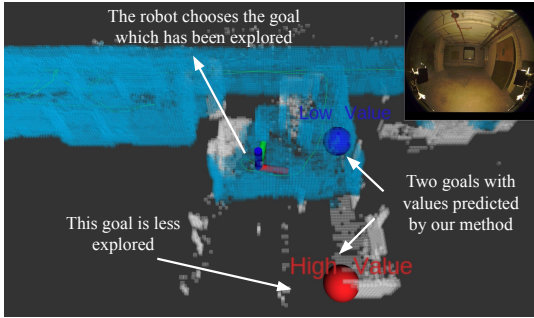 The robot chooses the goal
which has been explored
Low Value
Two goals with
values predicted
by our method
This goal is less
explored
High Value